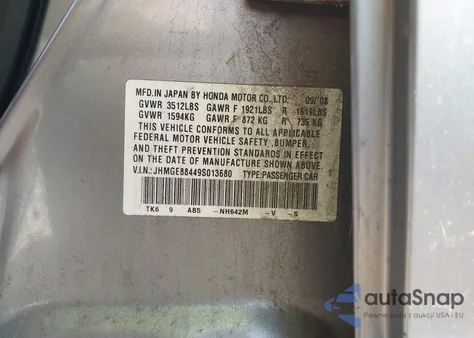 MFD.IN JAPAN BY HONDA MOTOR CO.,LTD. 09/'08
GVWR 3512LBS GAWR F 1921LBS R 1619LBS
GVWR 1594KG GAWR F 872 KG R 735 KG
THIS VEHICLE CONFORMS TO ALL APPLICABLE
FEDERAL MOTOR VEHICLE SAFETY ,BUMPER,
AND THEFT PREVENTION STANDARDS IN EFFECT
ON THE DATE OF MANUFACTURE SHOWN ABOVE.
V.I.N.: JHMGE88449S013680 TYPE:PASSENGER CAR
TK6 9 AB5 -NH642M -V -S
autaSnap
Pewne auto z aukcji USA - EU